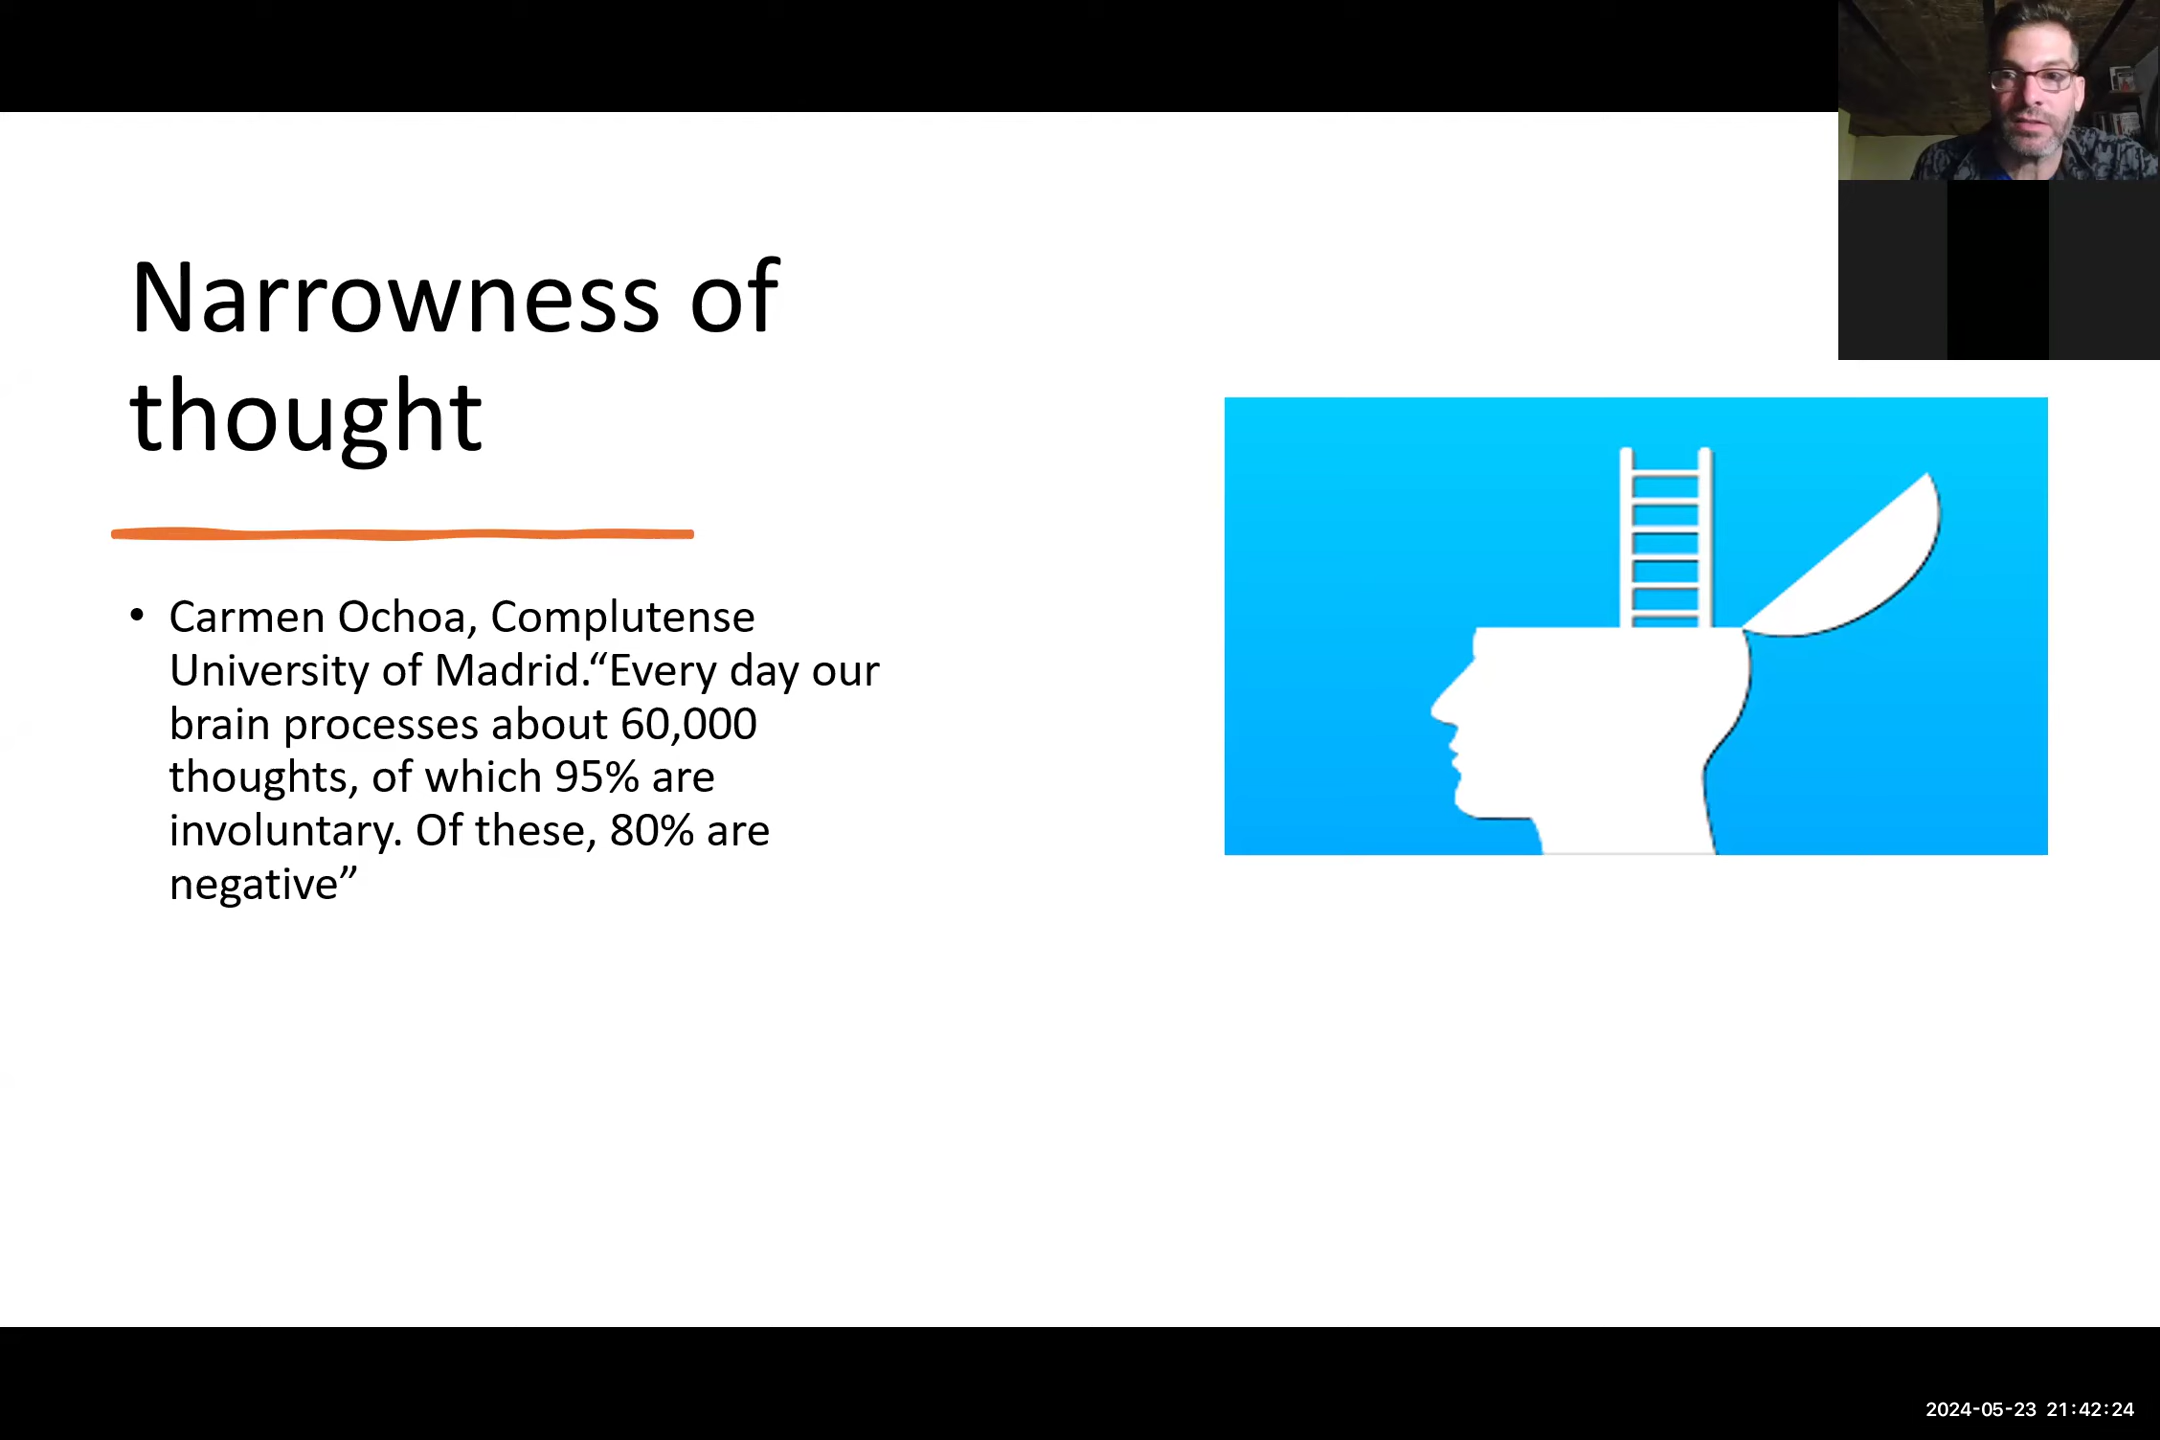 Narrowness of
thought
• Carmen Ochoa, Complutense
University of Madrid.“Every day our
brain processes about 60,000
thoughts, of which 95% are
involuntary. Of these, 80% are
negative”
2024-05-23 21:42:24